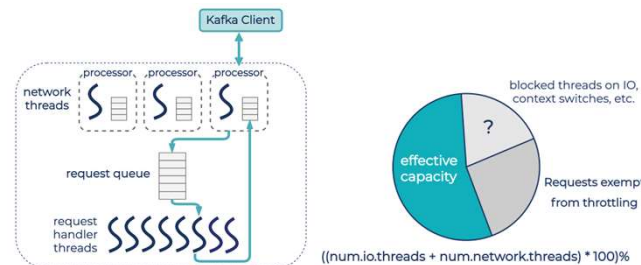 Kafka Client
processor
processor
processor
network
threads
request queue
request
handler
threads
blocked threads on IO,
context switches, etc.
?
effective
capacity
Requests exempt
from throttling
((num.io.threads + num.network.threads) * 100)%